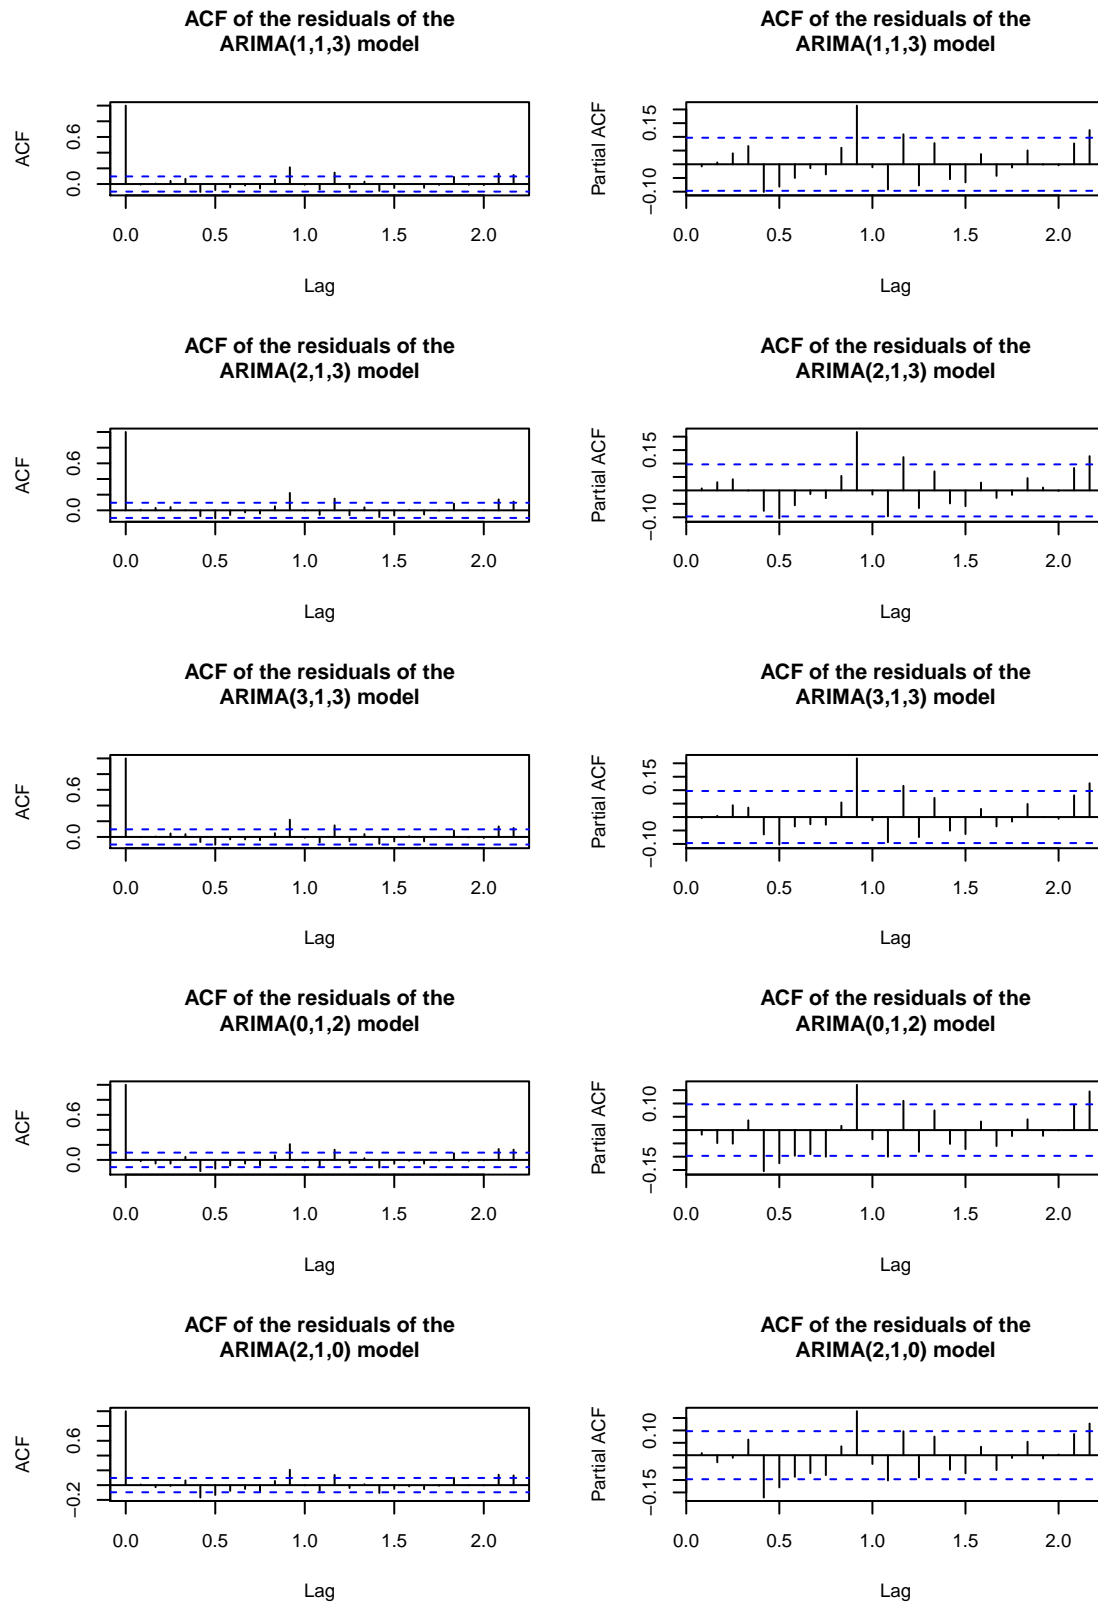 ACF of the residuals of the
ARIMA(1,1,3) model
ACF
0.0 0.6
0.0 0.5 1.0 1.5 2.0
Lag
ACF of the residuals of the
ARIMA(1,1,3) model
Partial ACF
−0.10 0.15
0.0 0.5 1.0 1.5 2.0
Lag
ACF of the residuals of the
ARIMA(2,1,3) model
ACF
0.0 0.6
0.0 0.5 1.0 1.5 2.0
Lag
ACF of the residuals of the
ARIMA(2,1,3) model
Partial ACF
−0.10 0.15
0.0 0.5 1.0 1.5 2.0
Lag
ACF of the residuals of the
ARIMA(3,1,3) model
ACF
0.0 0.6
0.0 0.5 1.0 1.5 2.0
Lag
ACF of the residuals of the
ARIMA(3,1,3) model
Partial ACF
−0.10 0.15
0.0 0.5 1.0 1.5 2.0
Lag
ACF of the residuals of the
ARIMA(0,1,2) model
ACF
0.0 0.6
0.0 0.5 1.0 1.5 2.0
Lag
ACF of the residuals of the
ARIMA(0,1,2) model
Partial ACF
−0.15 0.10
0.0 0.5 1.0 1.5 2.0
Lag
ACF of the residuals of the
ARIMA(2,1,0) model
ACF
−0.2 0.6
0.0 0.5 1.0 1.5 2.0
Lag
ACF of the residuals of the
ARIMA(2,1,0) model
Partial ACF
−0.15 0.10
0.0 0.5 1.0 1.5 2.0
Lag